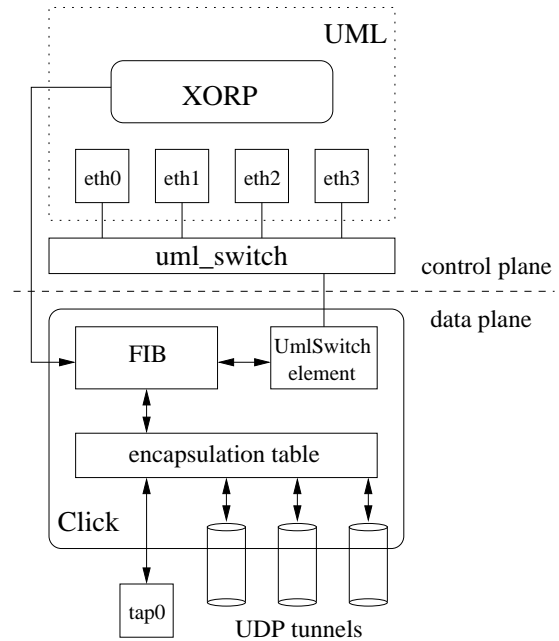 UML
XORP
eth0 eth1 eth2 eth3
uml_switch
control plane
data plane
FIB
UmlSwitch
element
encapsulation table
Click
tap0
UDP tunnels